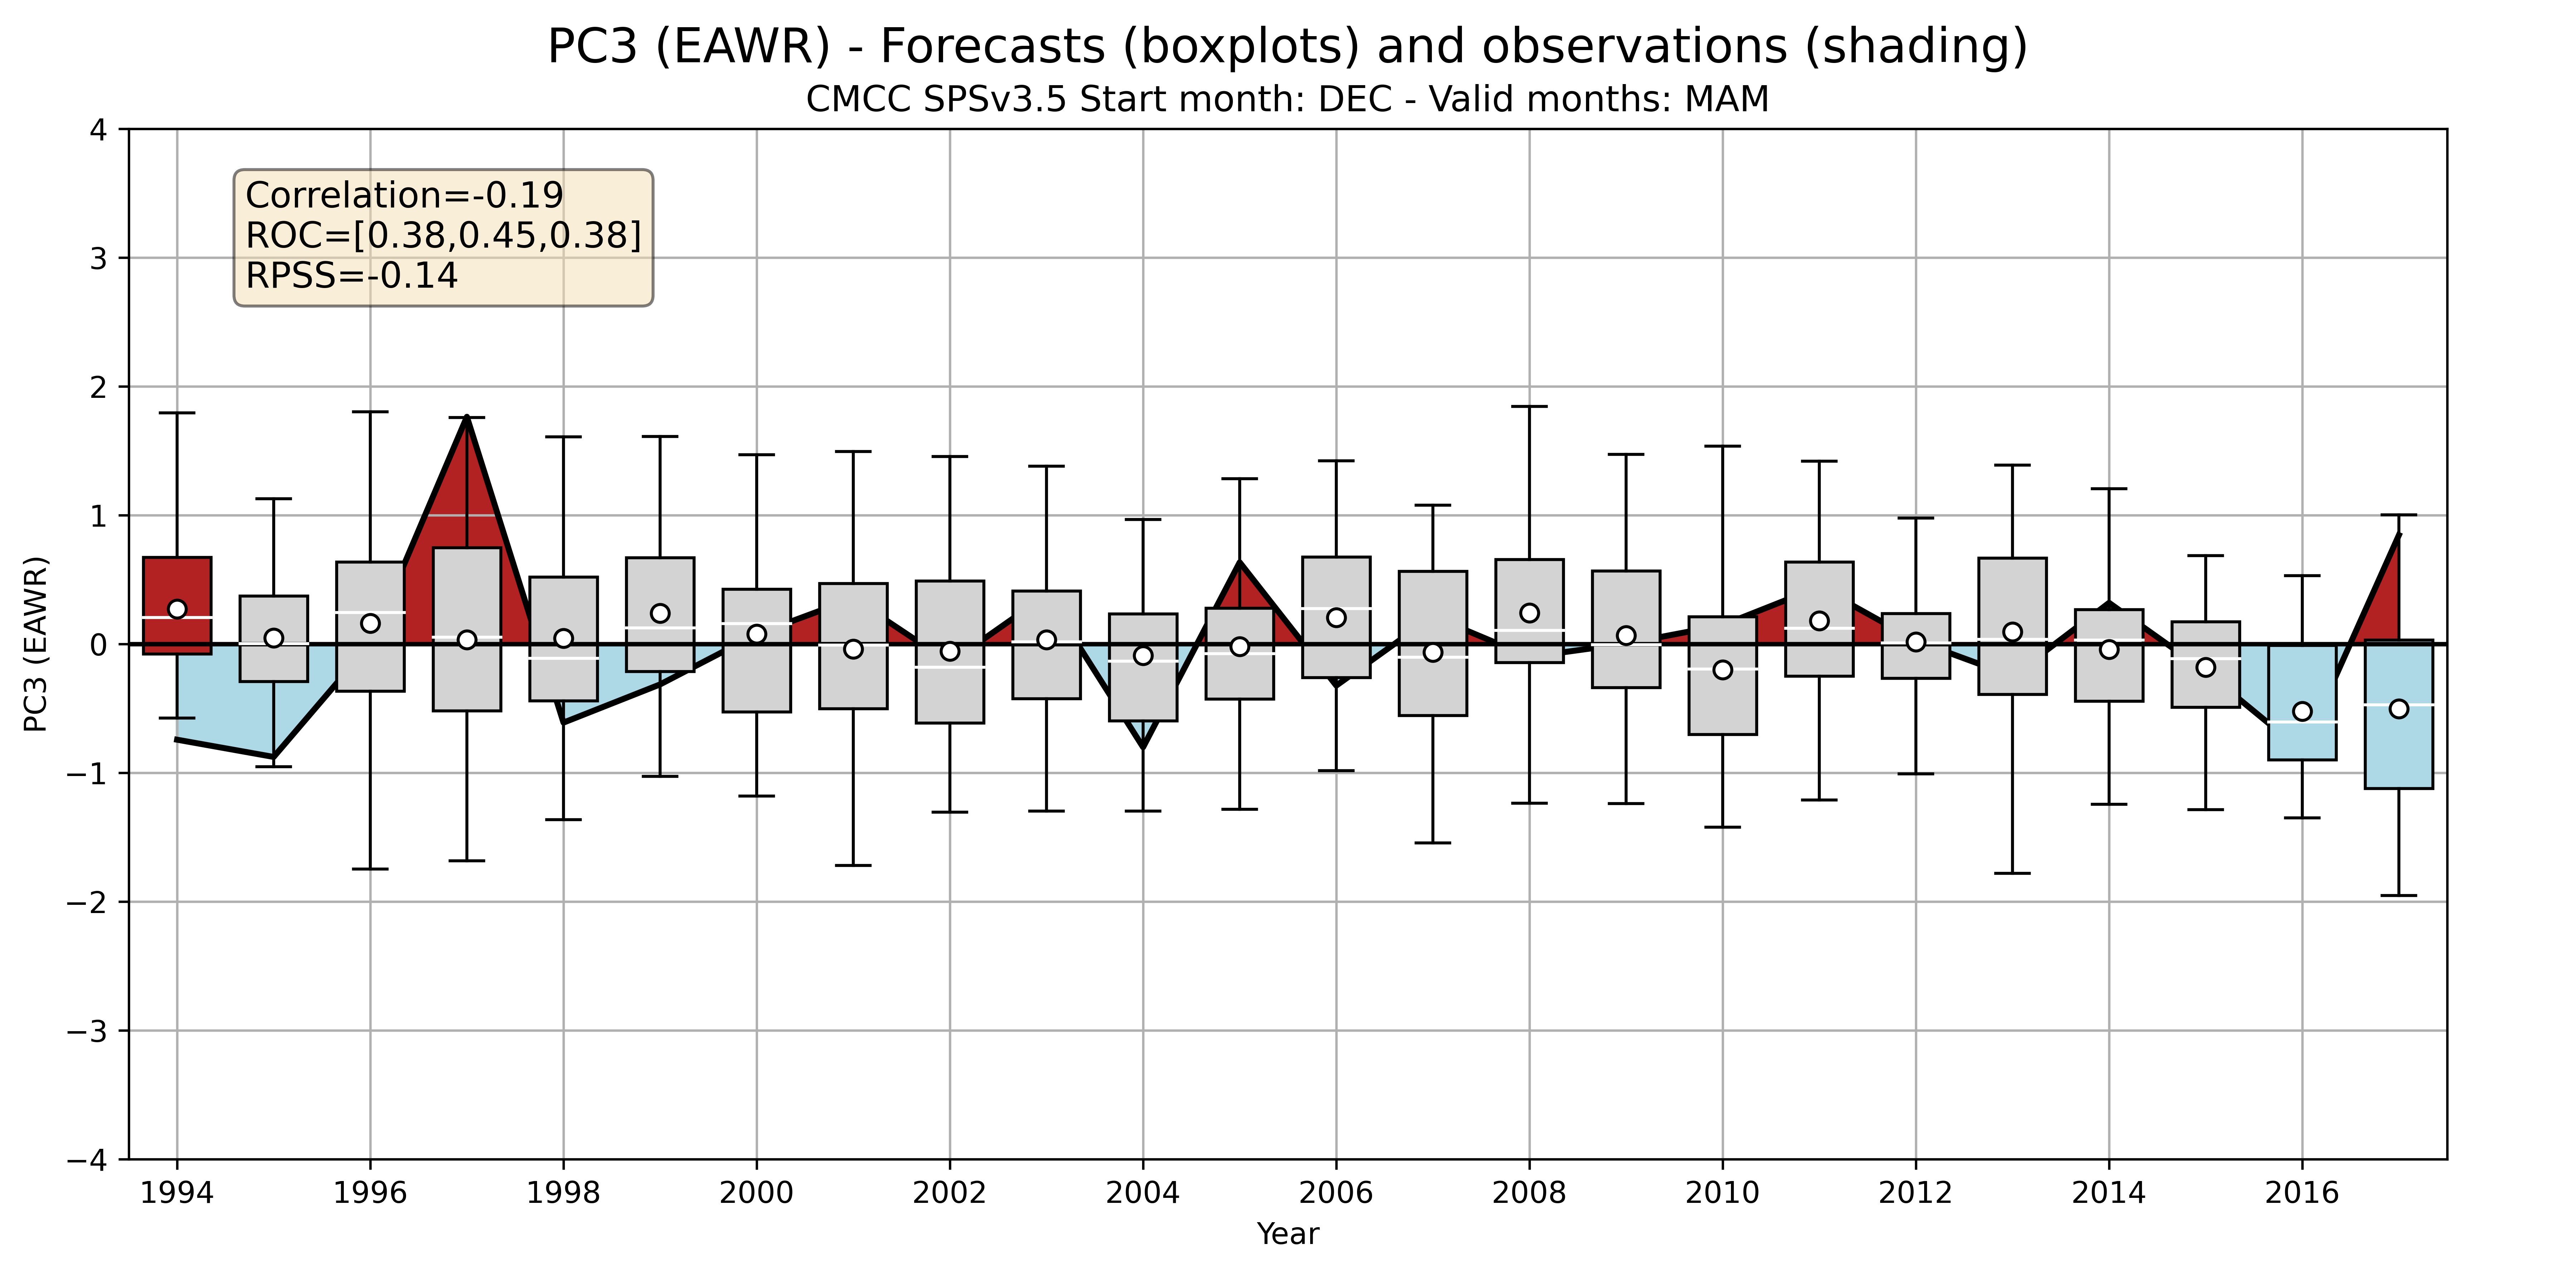 PC3 (EAWR) - Forecasts (boxplots) and observations (shading)
CMCC SPSv3.5 Start month: DEC - Valid months: MAM
Correlation=-0.19
ROC=[0.38,0.45,0.38]
RPSS=-0.14
PC3 (EAWR)
4
3
2
1
0
−1
−2
−3
−4
1994 1996 1998 2000 2002 2004 2006 2008 2010 2012 2014 2016
Year